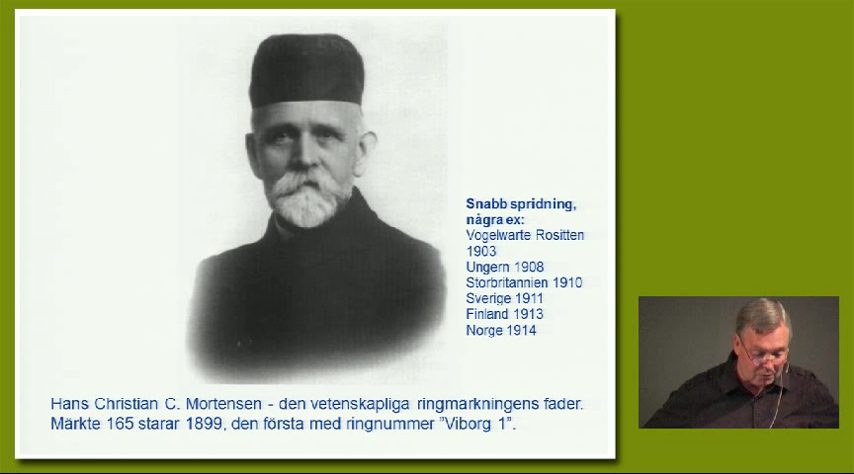 Snabb spridning,
några ex:
Vogelwarte Rositten
1903
Ungern 1908
Storbritannien 1910
Sverige 1911
Finland 1913
Norge 1914
Hans Christian C. Mortensen - den vetenskapliga ringmarkningens fader.
Märkte 165 starar 1899, den första med ringnummer ”Viborg 1”.